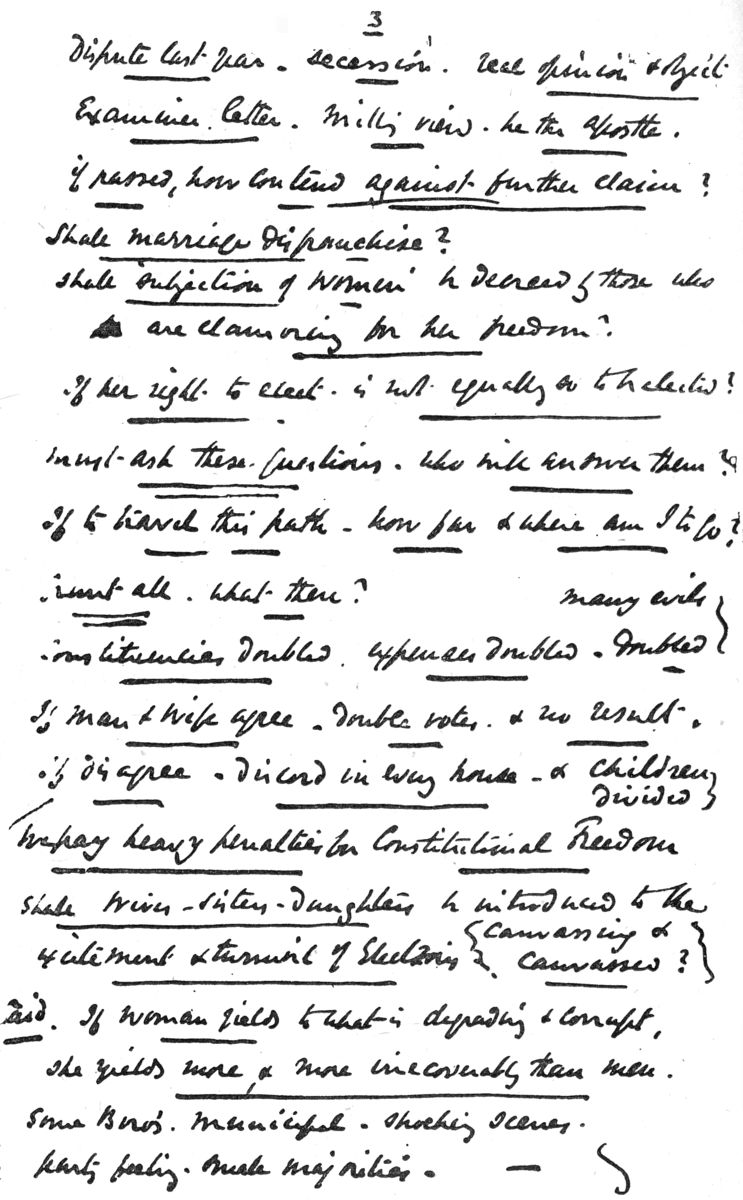 3
Dispute last year. secession. real opinion & object
Examiner letter. Mill's view. he the apostle.
if passed, how contend against further claim?
Shall marriage disfranchise?
shall 'subjection of women' be decreed by those who
are clamoring for her freedom?
If her right to elect. is not equally so to be elected?
must ask these questions. who will answer them?
If to travel this path - how far & where am I to go?
grant all. what then? many evils
constituencies doubled. expenses doubled - doubled
If man & wife agree - double votes. & no result.
if disagree - discord in every house - & children
divided
We pay heavy penalties for Constitutional Freedom
shall wives - sisters - daughters be introduced to the
excitement & turmoil of Elections canvassing &
canvassed?
said. If woman yields to what is degrading & corrupt,
she yields more, & more irrecoverably than men.
Some Boro's. municipal - shocking scenes.
party feeling. small majorities -